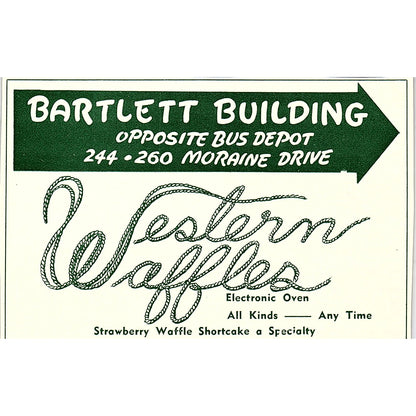 BARTLETT BUILDING
OPPOSITE BUS DEPOT
244 • 260 MORAINE DRIVE
Western
Waffles
Electronic Oven
All Kinds —— Any Time
Strawberry Waffle Shortcake a Specialty